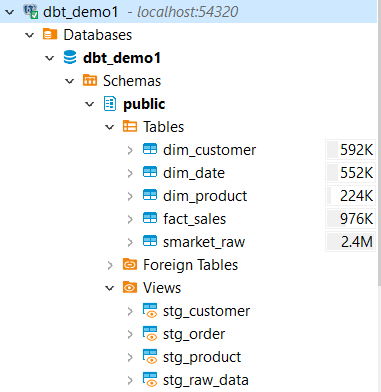 dbt_demo1 - localhost:54320
Databases
dbt_demo1
Schemas
public
Tables
dim_customer 592K
dim_date 552K
dim_product 224K
fact_sales 976K
smarket_raw 2.4M
Foreign Tables
Views
stg_customer
stg_order
stg_product
stg_raw_data